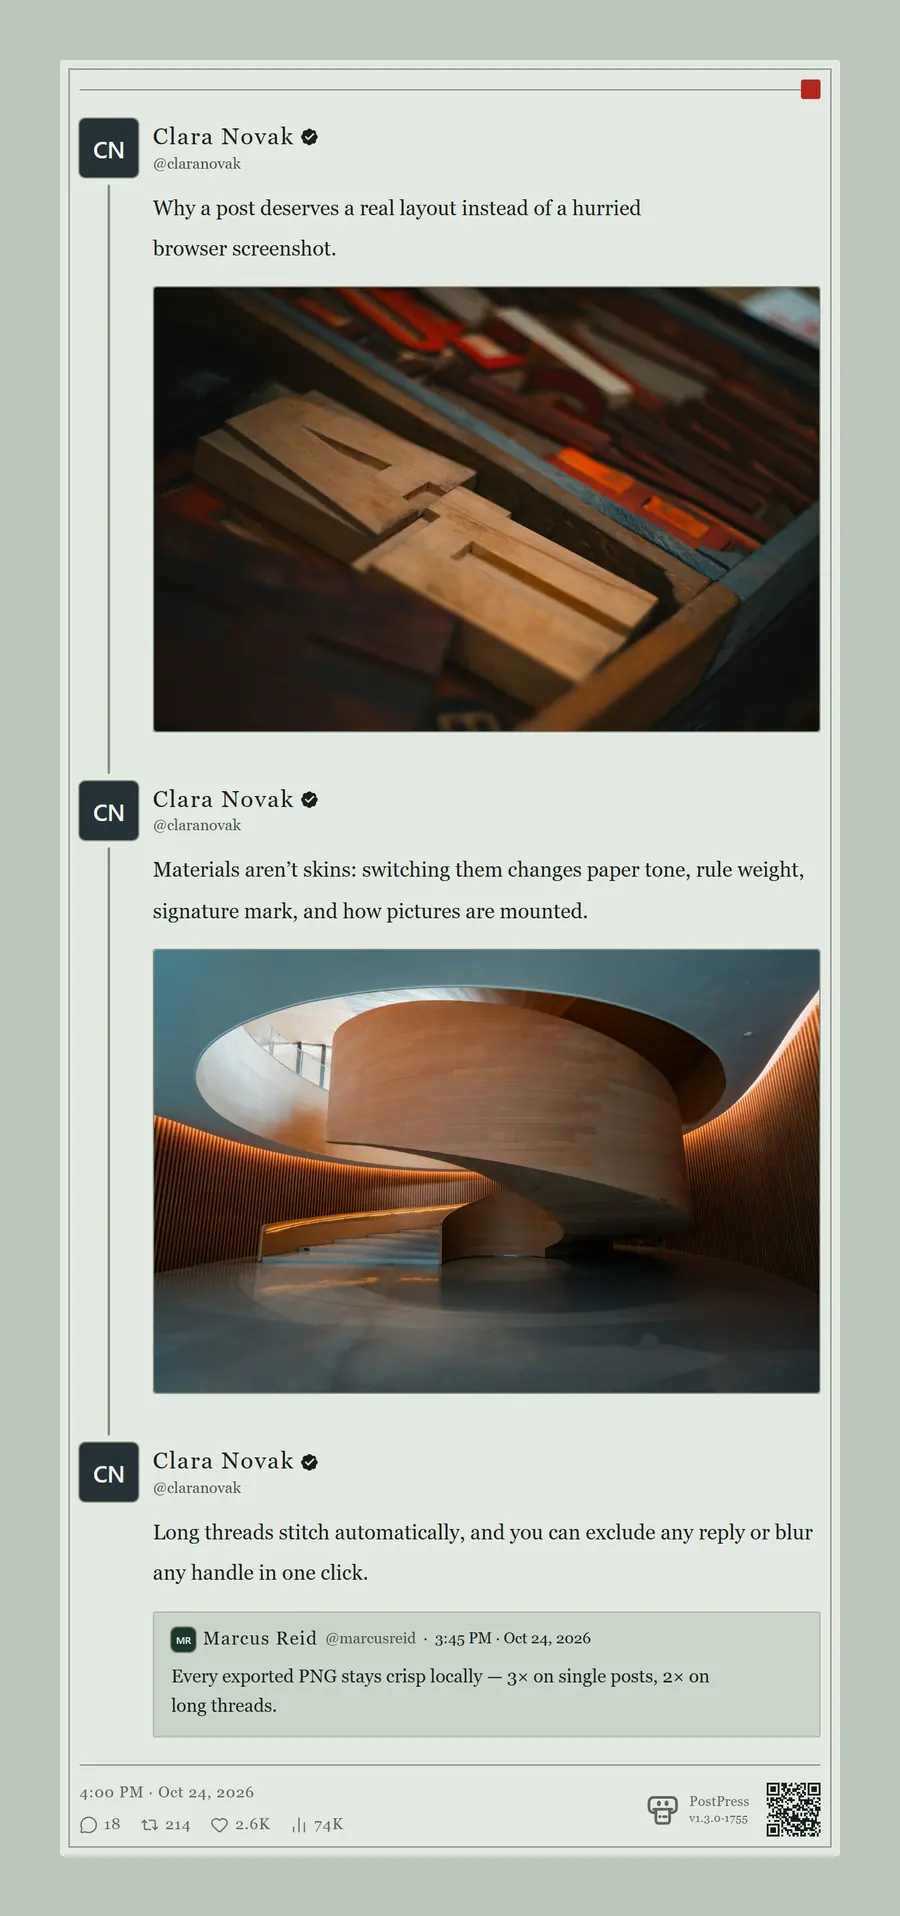 CN
Clara Novak
@claranovak
Why a post deserves a real layout instead of a hurried
browser screenshot.
CN
Clara Novak
@claranovak
Materials aren’t skins: switching them changes paper tone, rule weight,
signature mark, and how pictures are mounted.
CN
Clara Novak
@claranovak
Long threads stitch automatically, and you can exclude any reply or blur
any handle in one click.
MR Marcus Reid @marcusreid · 3:45 PM · Oct 24, 2026
Every exported PNG stays crisp locally — 3× on single posts, 2× on
long threads.
4:00 PM · Oct 24, 2026
18 214 2.6K 74K
PostPress
v1.3.0·1755